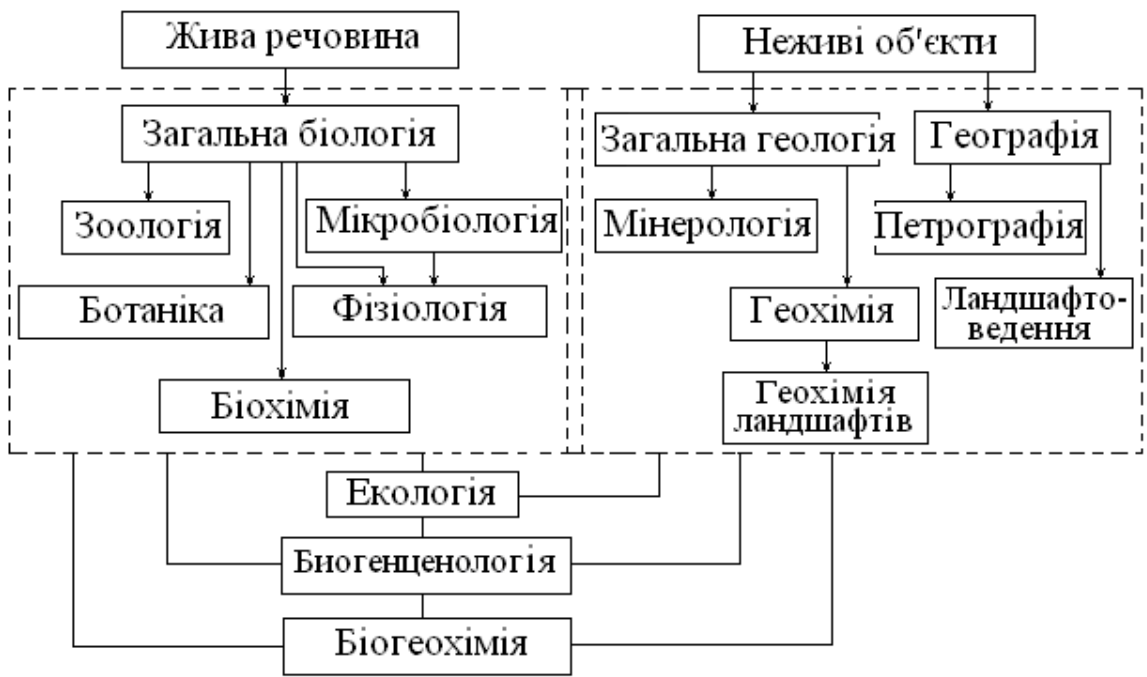 Жива речовина
Неживі об'єкти
Загальна біологія
Загальна геологія
Географія
Зоологія
Мікробіологія
Мінерологія
Петрографія
Ботаніка
Фізіологія
Геохімія
Ландшафто-
ведення
Біохімія
Геохімія
ландшафтів
Екологія
Биогенценологія
Біогеохімія